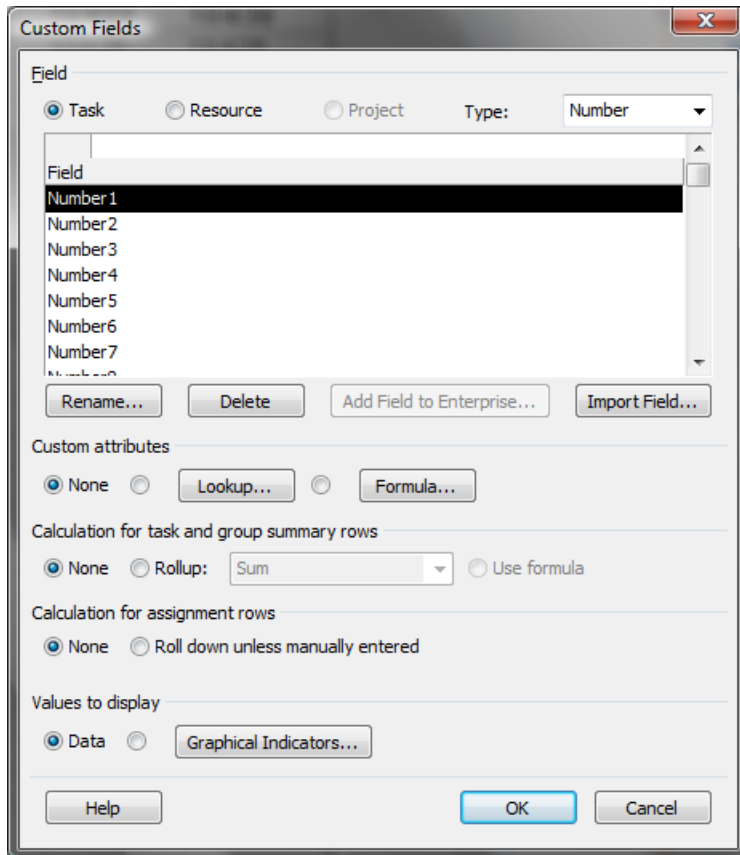 Custom Fields
Field
Task Resource Project Type: Number
Field
Number1
Number2
Number3
Number4
Number5
Number6
Number7
Rename... Delete Add Field to Enterprise... Import Field...
Custom attributes
None Lookup... Formula...
Calculation for task and group summary rows
None Rollup: Sum Use formula
Calculation for assignment rows
None Roll down unless manually entered
Values to display
Data Graphical Indicators...
Help OK Cancel